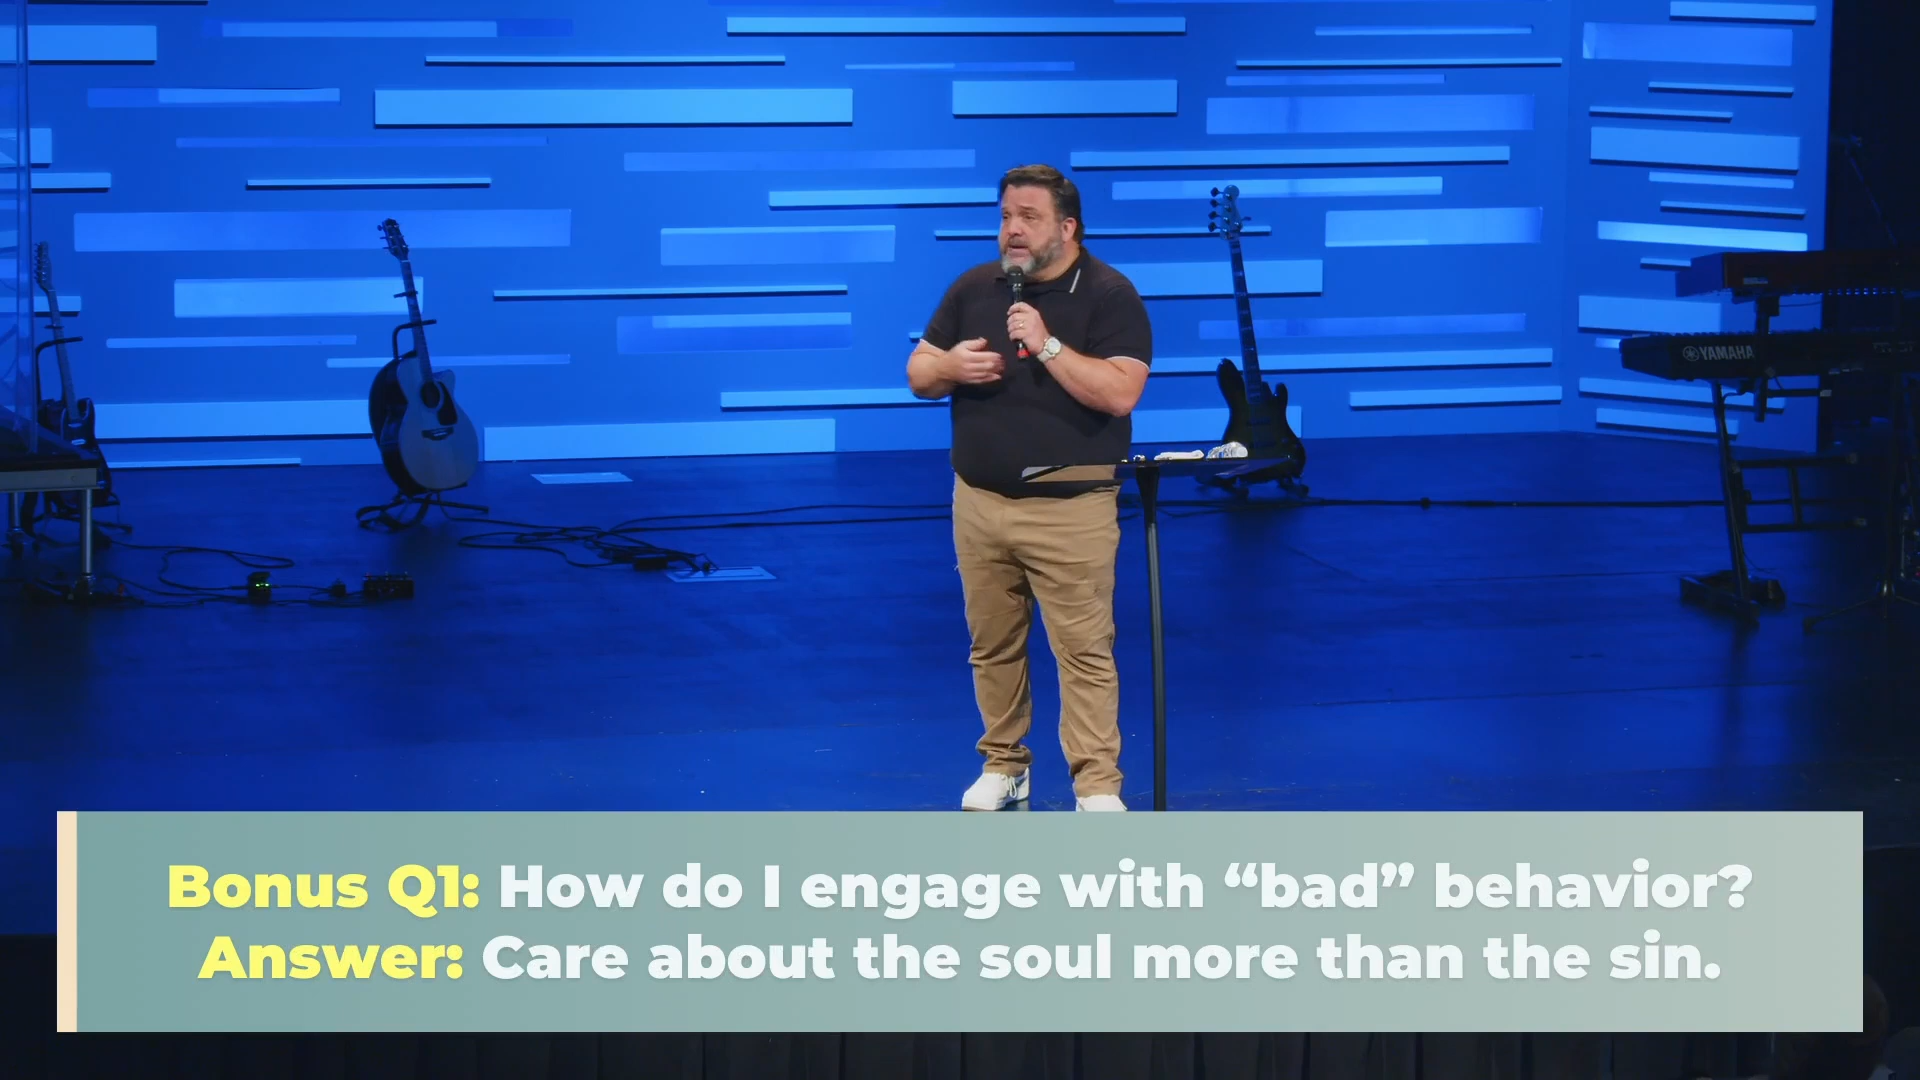 YAMAHA
Bonus Q1: How do I engage with “bad” behavior?
Answer: Care about the soul more than the sin.